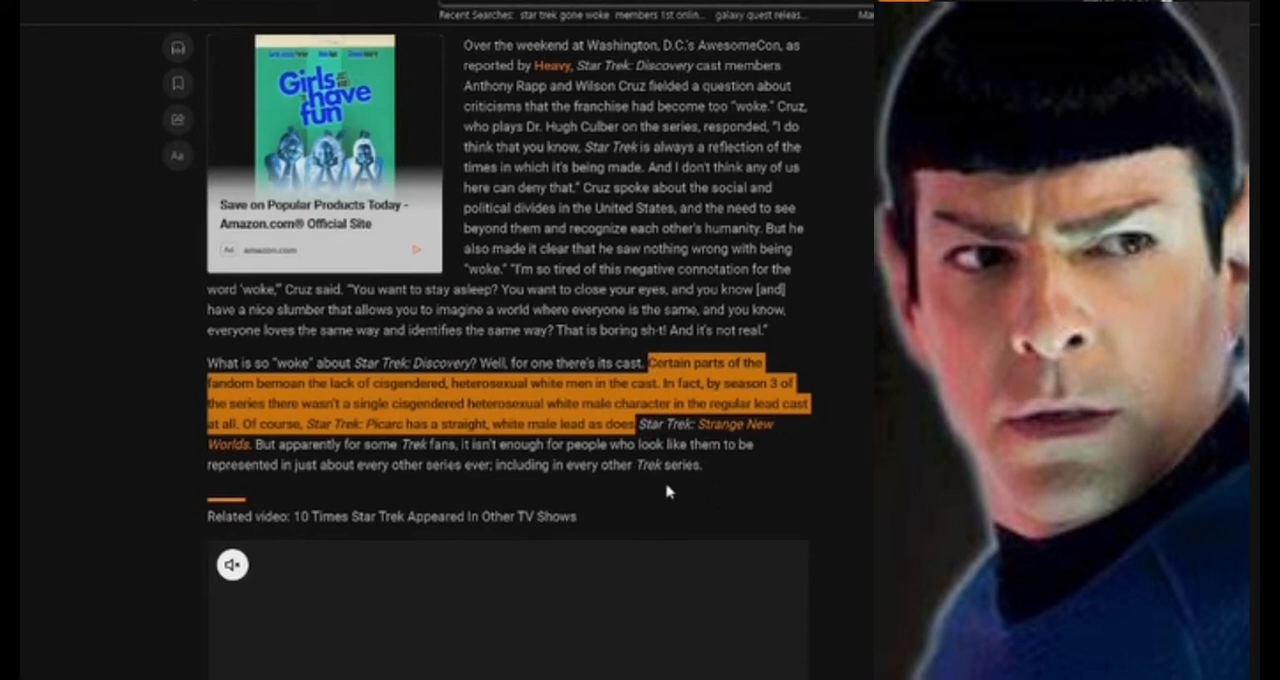 Recent Searches: star trek gone woke members 1st onlin... galaxy quest releas... Ma
Over the weekend at Washington, D.C.'s AwesomeCon, as
reported by Heavy, Star Trek: Discovery cast members
Anthony Rapp and Wilson Cruz fielded a question about
criticisms that the franchise had become too "woke." Cruz,
who plays Dr. Hugh Culber on the series, responded, "I do
think that you know, Star Trek is always a reflection of the
times in which it's being made. And I don't think any of us
here can deny that." Cruz spoke about the social and
political divides in the United States, and the need to see
beyond them and recognize each other's humanity. But he
also made it clear that he saw nothing wrong with being
"woke." "I'm so tired of this negative connotation for the
word 'woke,'" Cruz said. "You want to stay asleep? You want to close your eyes, and you know [and]
have a nice slumber that allows you to imagine a world where everyone is the same, and you know,
everyone loves the same way and identifies the same way? That is boring sh-t! And it's not real."
Girls
have
fun
Save on Popular Products Today -
Amazon.com® Official Site
Ad amazon.com
Aa
What is so "woke" about Star Trek: Discovery? Well, for one there's its cast. Certain parts of the
fandom bemoan the lack of cisgendered, heterosexual white men in the cast. In fact, by season 3 of
the series there wasn't a single cisgendered heterosexual white male character in the regular lead cast
at all. Of course, Star Trek: Picard has a straight, white male lead as does Star Trek: Strange New
Worlds. But apparently for some Trek fans, it isn't enough for people who look like them to be
represented in just about every other series ever; including in every other Trek series.
Related video: 10 Times Star Trek Appeared In Other TV Shows